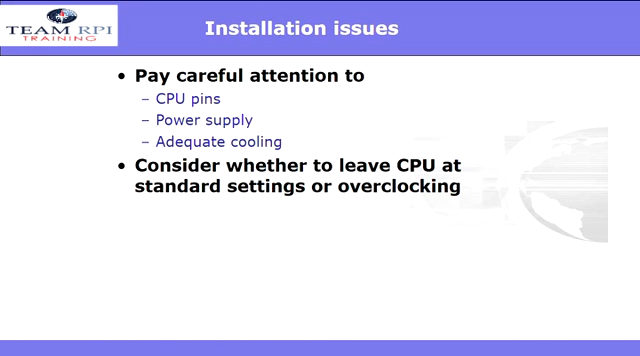 TEAM RPI
TRAINING
Installation issues
• Pay careful attention to
– CPU pins
– Power supply
– Adequate cooling
• Consider whether to leave CPU at
standard settings or overclocking